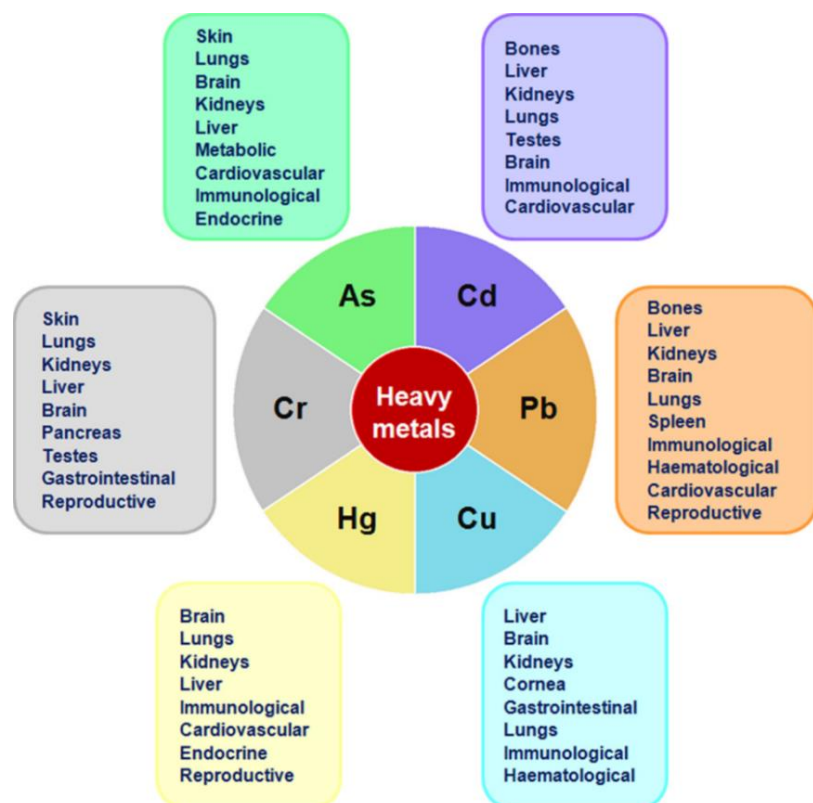 Skin
Lungs
Brain
Kidneys
Liver
Metabolic
Cardiovascular
Immunological
Endocrine
Bones
Liver
Kidneys
Lungs
Testes
Brain
Immunological
Cardiovascular
As
Cd
Skin
Lungs
Kidneys
Liver
Brain
Pancreas
Testes
Gastrointestinal
Reproductive
Cr
Heavy
metals
Pb
Bones
Liver
Kidneys
Brain
Lungs
Spleen
Immunological
Haematological
Cardiovascular
Reproductive
Hg
Cu
Brain
Lungs
Kidneys
Liver
Immunological
Cardiovascular
Endocrine
Reproductive
Liver
Brain
Kidneys
Cornea
Gastrointestinal
Lungs
Immunological
Haematological